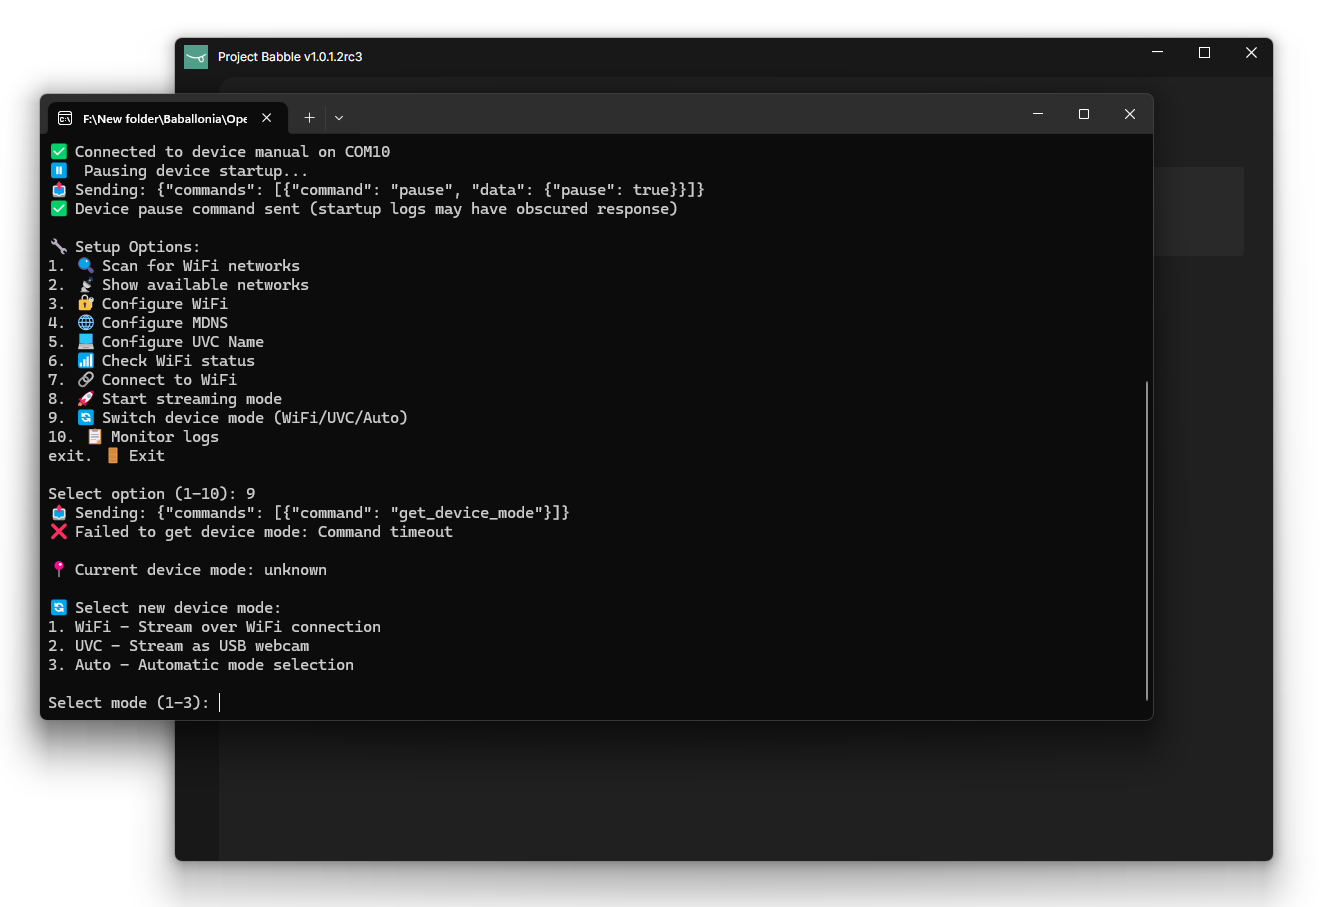 Project Babble v1.0.1.2rc3
F:\New folder\Baballonia\Ope
Connected to device manual on COM10
Pausing device startup...
Sending: {"commands": [{"command": "pause", "data": {"pause": true}}]}
Device pause command sent (startup logs may have obscured response)
Setup Options:
1. Scan for WiFi networks
2. Show available networks
3. Configure WiFi
4. Configure MDNS
5. Configure UVC Name
6. Check WiFi status
7. Connect to WiFi
8. Start streaming mode
9. Switch device mode (WiFi/UVC/Auto)
10. Monitor logs
exit. Exit
Select option (1-10): 9
Sending: {"commands": [{"command": "get_device_mode"}]}
Failed to get device mode: Command timeout
Current device mode: unknown
Select new device mode:
1. WiFi - Stream over WiFi connection
2. UVC - Stream as USB webcam
3. Auto - Automatic mode selection
Select mode (1-3):